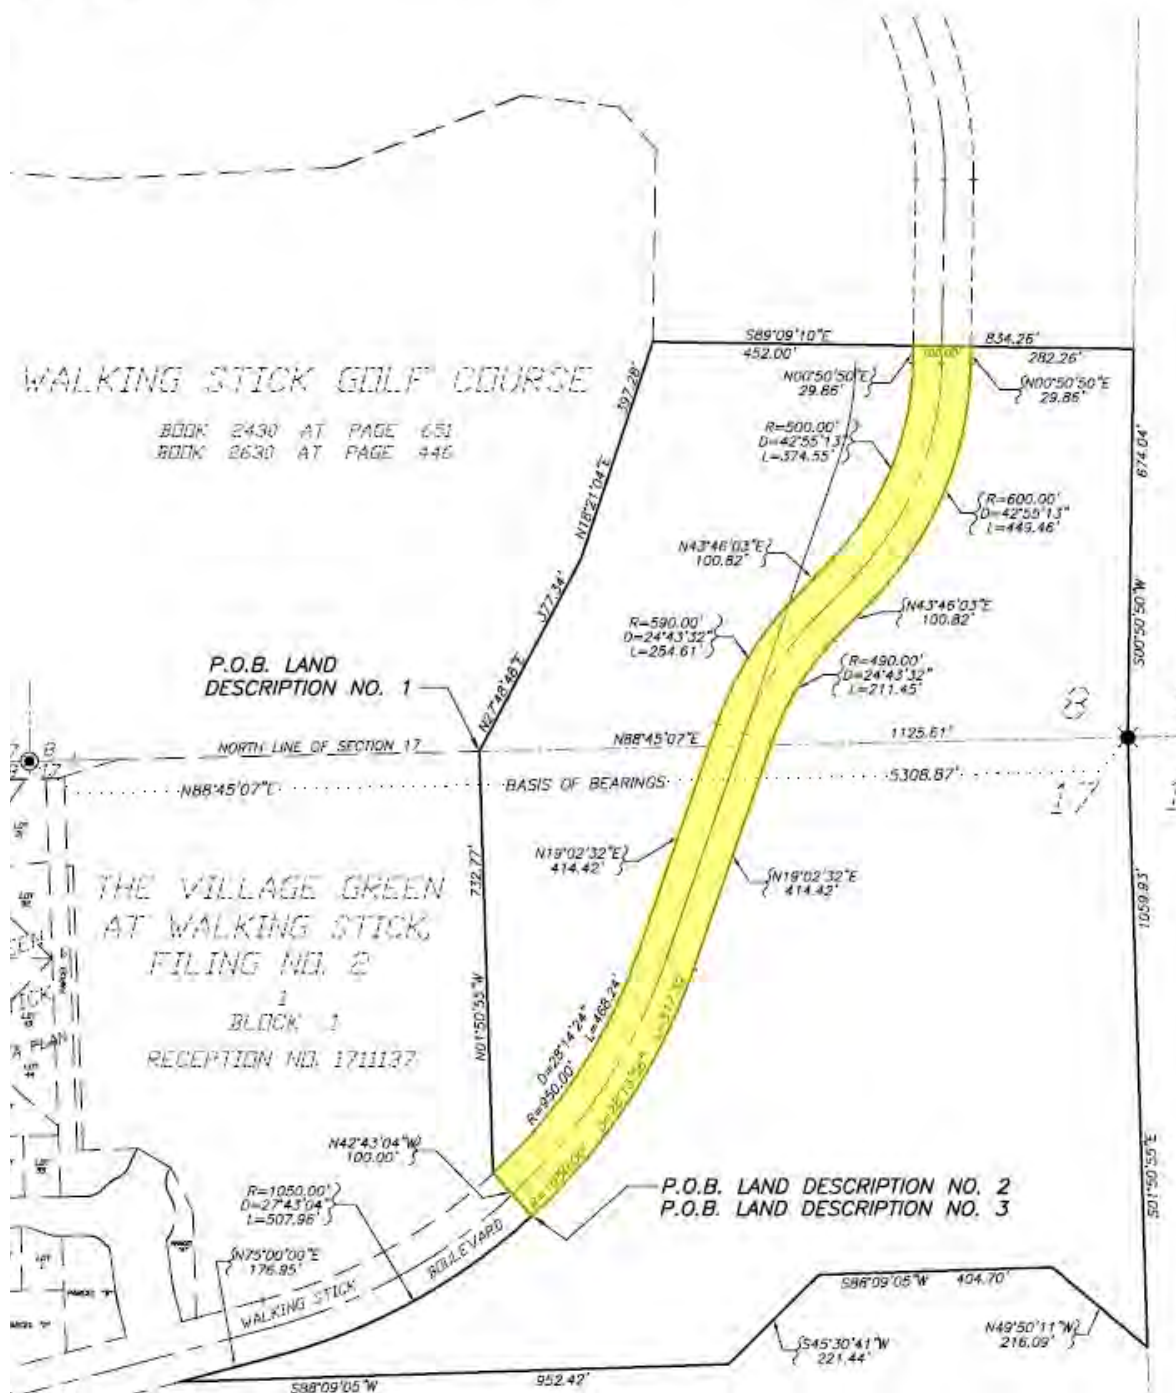 S89°09'10"E
834.26'
452.00'
100.00'
282.26'
N00°50'50"E
29.86'
N00°50'50"E
29.86'
397.28'
WALKING STICK GOLF COURSE
BOOK 2430 AT PAGE 651
BOOK 2630 AT PAGE 446
R=500.00'
D=42°55'13"
L=374.55'
674.04'
N18°21'04"E
R=600.00'
D=42°55'13"
L=449.46'
N43°46'03"E
100.82'
377.34'
N43°46'03"E
100.82'
S00°50'50"W
R=590.00'
D=24°43'32"
L=254.61'
P.O.B. LAND
DESCRIPTION NO. 1
N27°48'48"E
R=490.00'
D=24°43'32"
L=211.45'
8
NORTH LINE OF SECTION 17
N88°45'07"E
1125.61'
N88°45'07"E
BASIS OF BEARINGS
5308.87'
17
732.77'
N19°02'32"E
414.42'
N19°02'32"E
414.42'
1059.93'
THE VILLAGE GREEN
AT WALKING STICK,
FILING NO. 2
1
BLOCK 1
RECEPTION NO. 1711137
N01°50'55"W
D=28°14'24"
L=468.24'
R=950.00'
R=1050.00'
N42°43'04"W
100.00'
R=1050.00'
D=27°43'04"
L=507.96'
P.O.B. LAND DESCRIPTION NO. 2
P.O.B. LAND DESCRIPTION NO. 3
S01°50'55"E
N75°00'00"E
176.95'
WALKING STICK
BOULEVARD
S86°09'05"W
404.70'
S45°30'41"W
221.44'
N49°50'11"W
216.09'
S88°09'05"W
952.42'